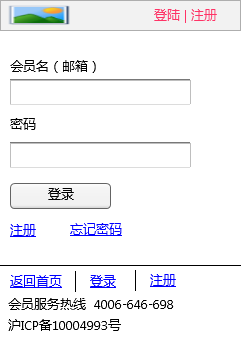 登陆 | 注册
会员名（邮箱）
密码
登录
注册 忘记密码
返回首页 登录 注册
会员服务热线 4006-646-698
沪ICP备10004993号